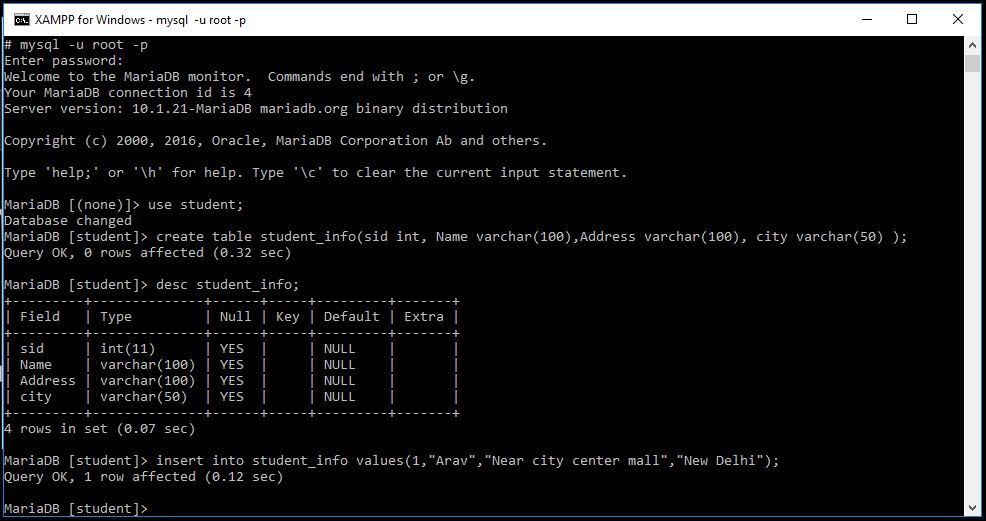 XAMPP for Windows - mysql  -u root -p
# mysql -u root -p
Enter password:
Welcome to the MariaDB monitor.  Commands end with ; or \g.
Your MariaDB connection id is 4
Server version: 10.1.21-MariaDB mariadb.org binary distribution
Copyright (c) 2000, 2016, Oracle, MariaDB Corporation Ab and others.
Type 'help;' or '\h' for help. Type '\c' to clear the current input statement.
MariaDB [(none)]> use student;
Database changed
MariaDB [student]> create table student_info(sid int, Name varchar(100),Address varchar(100), city varchar(50) );
Query OK, 0 rows affected (0.32 sec)
MariaDB [student]> desc student_info;
+---------+--------------+------+-----+---------+-------+
| Field   | Type         | Null | Key | Default | Extra |
+---------+--------------+------+-----+---------+-------+
| sid     | int(11)      | YES  |     | NULL    |       |
| Name    | varchar(100) | YES  |     | NULL    |       |
| Address | varchar(100) | YES  |     | NULL    |       |
| city    | varchar(50)  | YES  |     | NULL    |       |
+---------+--------------+------+-----+---------+-------+
4 rows in set (0.07 sec)
MariaDB [student]> insert into student_info values(1,"Arav","Near city center mall","New Delhi");
Query OK, 1 row affected (0.12 sec)
MariaDB [student]>